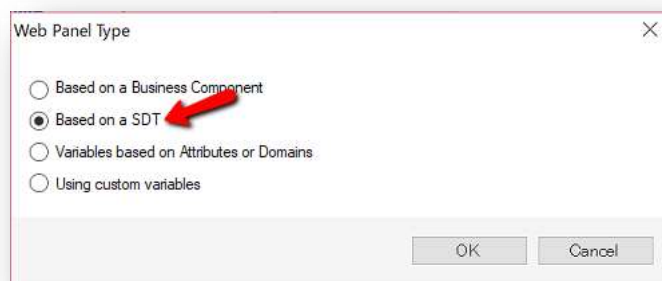 Web Panel Type
Based on a Business Component
Based on a SDT
Variables based on Attributes or Domains
Using custom variables
OK
Cancel